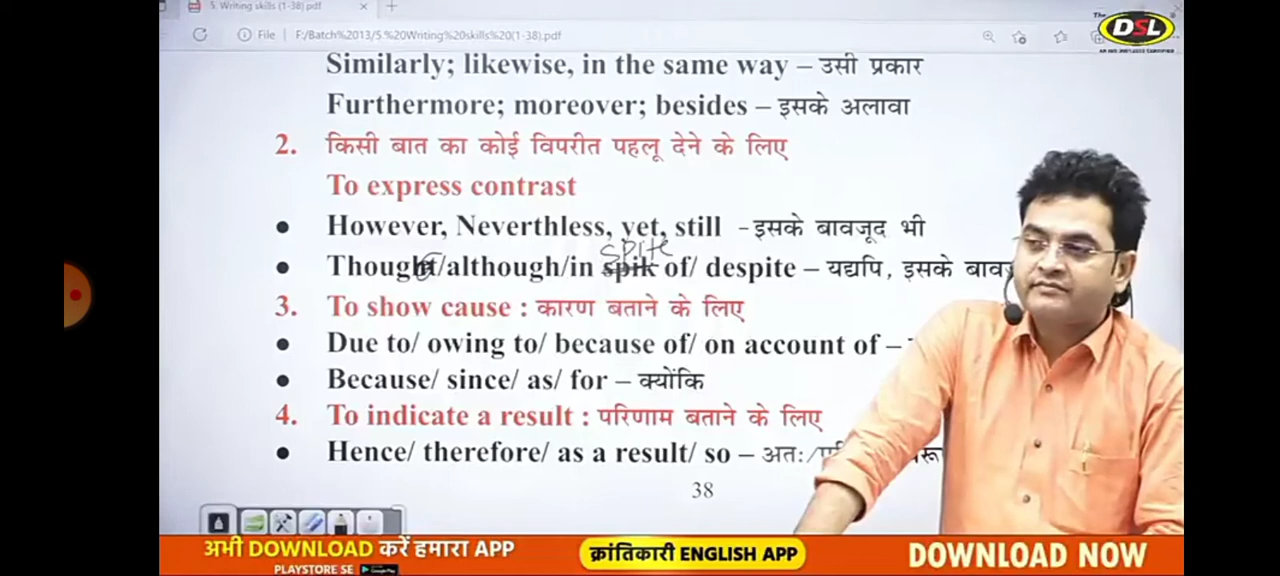 5. Writing skills (1-38).pdf
File F:/Batch%2013/5 %20Writing%20skills%20(1-38).pdf
The
DSL
Similarly; likewise, in the same way – उसी प्रकार
Furthermore; moreover; besides – इसके अलावा
2. किसी बात का कोई विपरीत पहलू देने के लिए
To express contrast
• However, Neverthless, yet, still - इसके बावजूद भी
spite
• Though/although/in spik of/ despite – यद्यपि, इसके
3. To show cause : कारण बताने के लिए
• Due to/ owing to/ because of/ on account of –
• Because/ since/ as/ for – क्योंकि
4. To indicate a result : परिणाम बताने के लिए
• Hence/ therefore/ as a result/ so – अतः/
38
अभी DOWNLOAD करें हमारा APP
PLAYSTORE SE Google Play
क्रांतिकारी ENGLISH APP
DOWNLOAD NOW